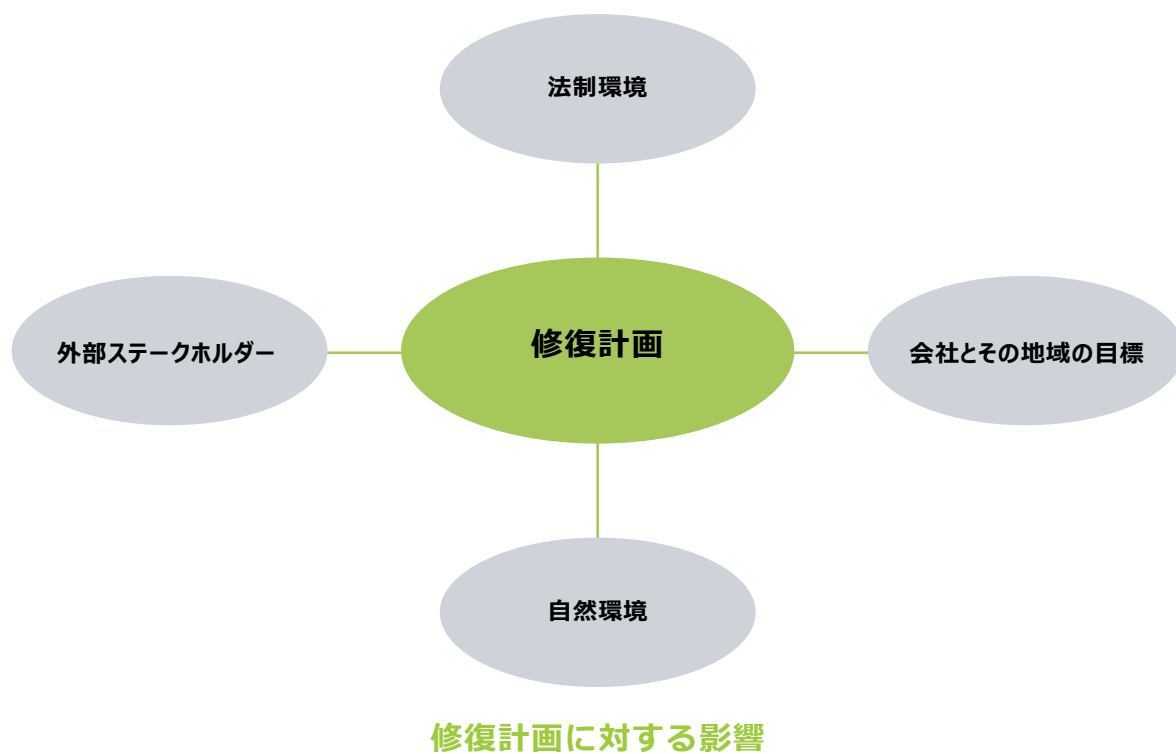 法制環境
修復計画
外部ステークホルダー
会社とその地域の目標
自然環境
修復計画に対する影響